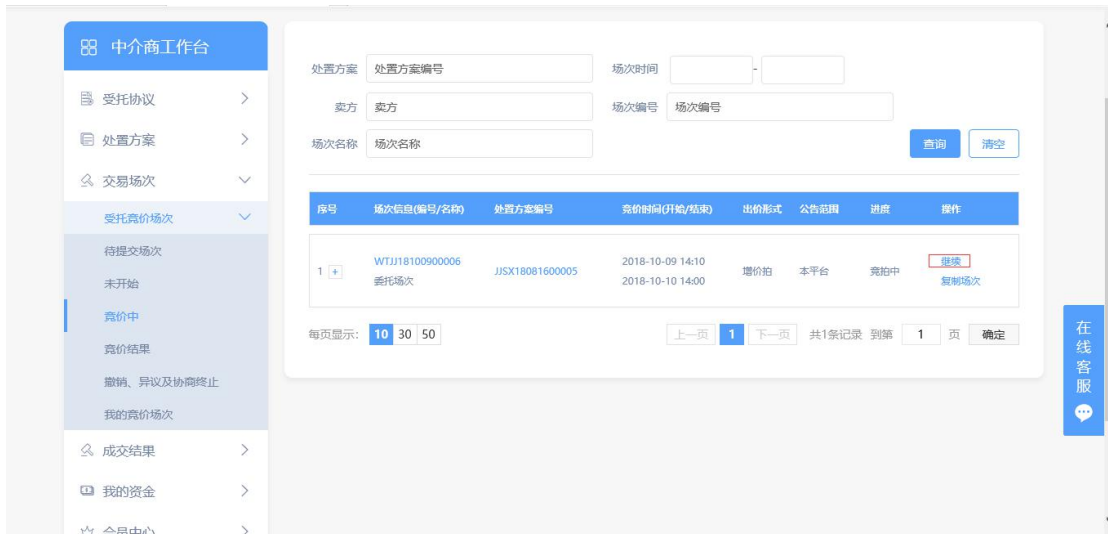 中介商工作台
受托协议
处置方案
交易场次
受托竞价场次
待提交场次
未开始
竞价中
竞价结果
撤销、异议及协商终止
我的竞价场次
成交结果
我的资金
会员中心
处置方案 处置方案编号 场次时间 -
卖方 卖方 场次编号 场次编号
场次名称 场次名称 查询 清空
序号 场次信息(编号/名称) 处置方案编号 竞价时间(开始/结束) 出价形式 公告范围 进度 操作
1 + WTJJ18100900006 JJSX18081600005 2018-10-09 14:10 增价拍 本平台 竞拍中 继续
委托场次 2018-10-10 14:00 复制场次
每页显示: 10 30 50 上一页 1 下一页 共1条记录 到第 1 页 确定
在线客服